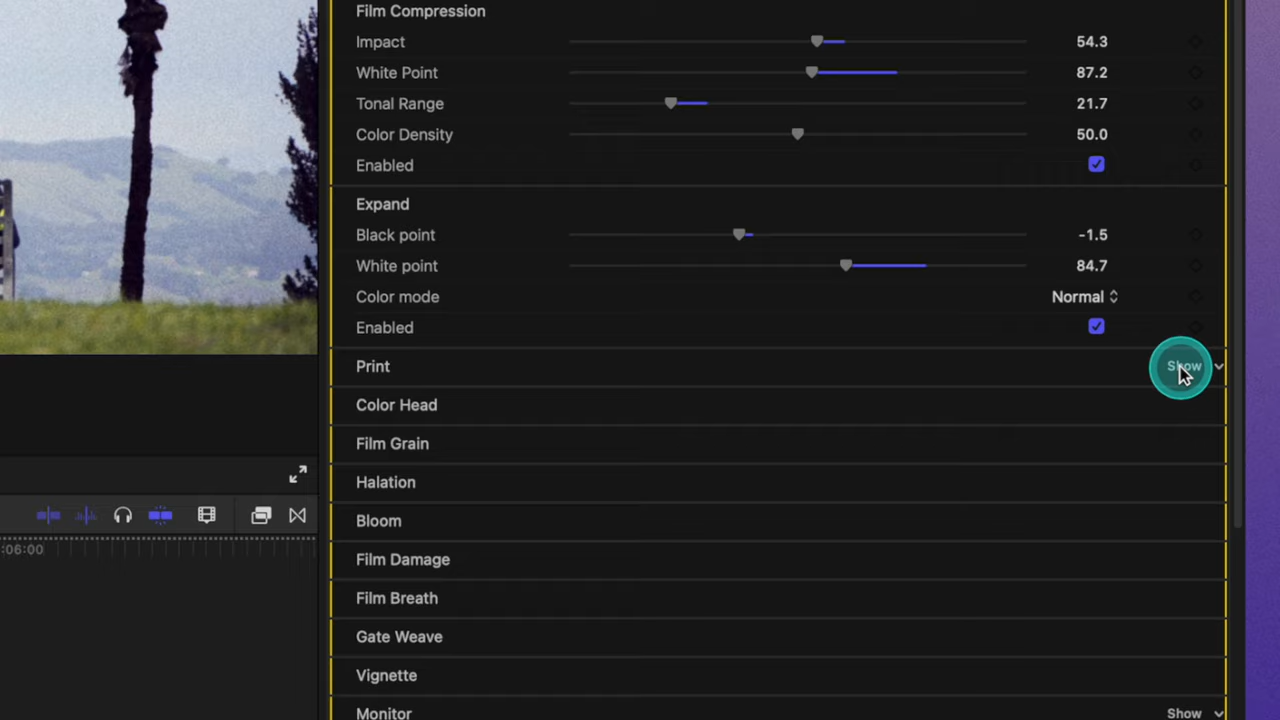 Film Compression
Impact 54.3
White Point 87.2
Tonal Range 21.7
Color Density 50.0
Enabled
Expand
Black point -1.5
White point 84.7
Color mode Normal
Enabled
Print Show
Color Head
Film Grain
Halation
Bloom
:06:00
Film Damage
Film Breath
Gate Weave
Vignette
Monitor Show